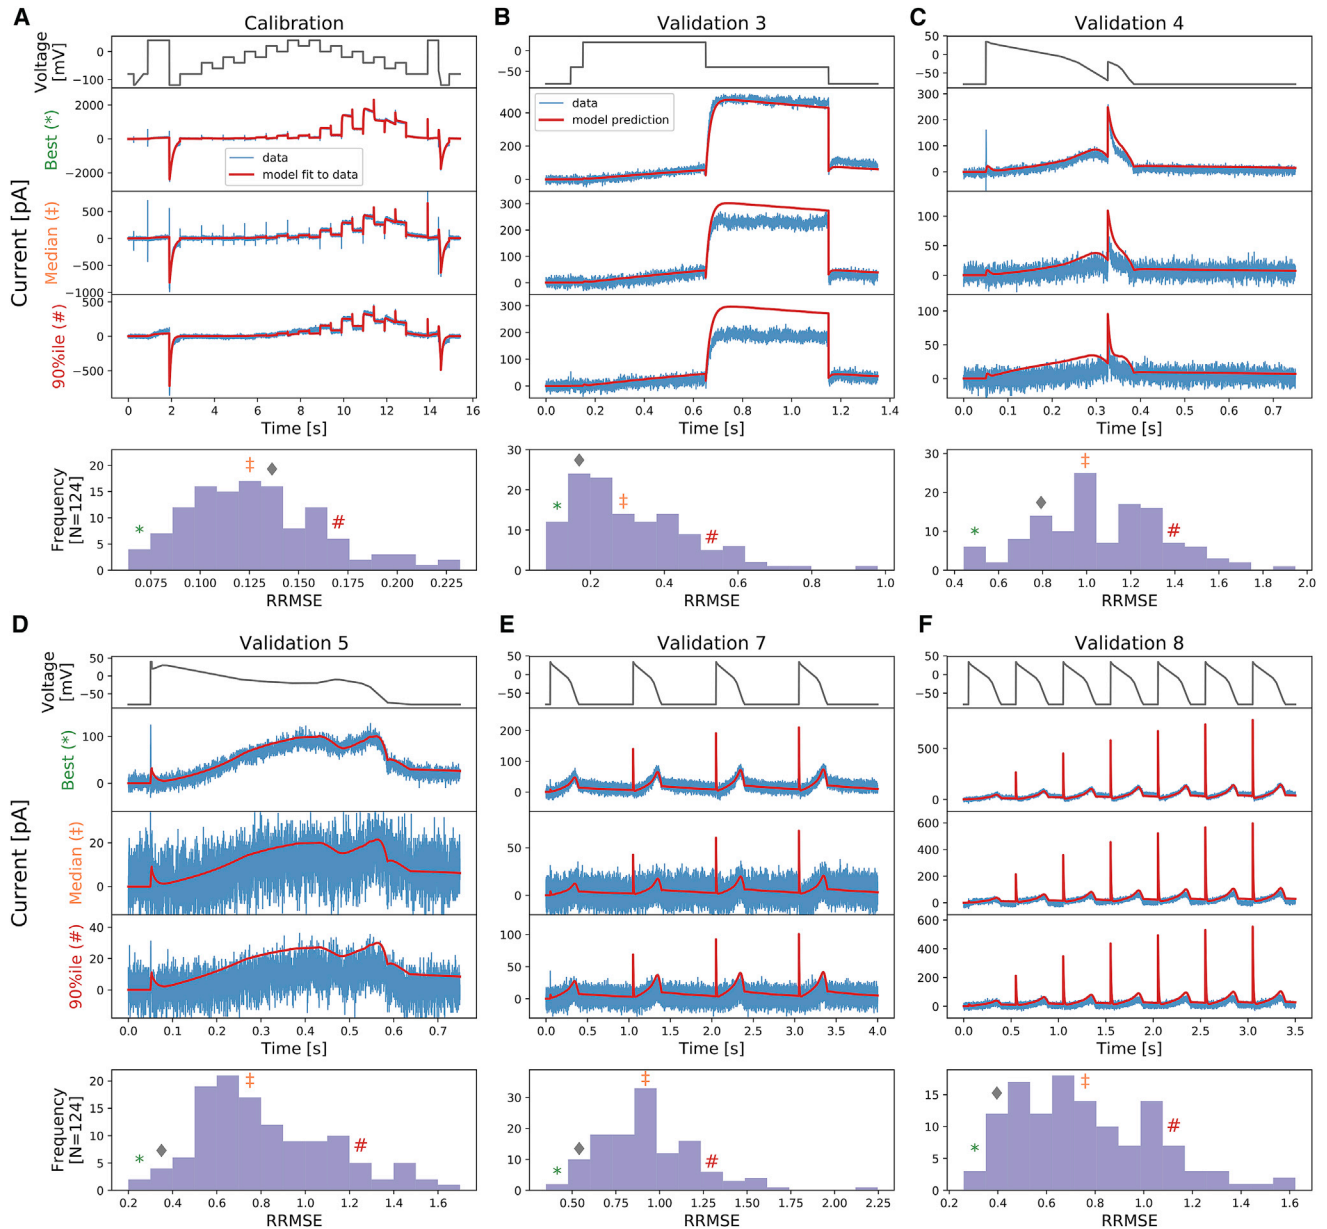 A Calibration
Voltage [mV]
0
−100
Best (*)
2000
0
−2000
data
model fit to data
Current [pA]
Median (‡)
500
0
−500
−1000
90%ile (#)
500
0
−500
0 2 4 6 8 10 12 14 16
Time [s]
Frequency [N=124]
20
15
10
5
0
* ‡ ♦ #
0.075 0.100 0.125 0.150 0.175 0.200 0.225
RRMSE
B Validation 3
0
−50
data
model prediction
400
200
0
300
200
100
0
300
200
100
0
0.0 0.2 0.4 0.6 0.8 1.0 1.2 1.4
Time [s]
30
20
10
0
* ♦ ‡ #
0.2 0.4 0.6 0.8 1.0
RRMSE
C Validation 4
50
0
−50
300
200
100
0
100
50
0
100
50
0
0.0 0.1 0.2 0.3 0.4 0.5 0.6 0.7
Time [s]
30
20
10
0
* ♦ ‡ #
0.4 0.6 0.8 1.0 1.2 1.4 1.6 1.8 2.0
RRMSE
D Validation 5
Voltage [mV]
50
0
−50
Best (*)
100
0
Current [pA]
Median (‡)
20
0
90%ile (#)
40
20
0
0.0 0.1 0.2 0.3 0.4 0.5 0.6 0.7
Time [s]
Frequency [N=124]
20
15
10
5
0
* ♦ ‡ #
0.2 0.4 0.6 0.8 1.0 1.2 1.4 1.6
RRMSE
E Validation 7
50
0
−50
200
100
0
50
0
100
50
0
0.0 0.5 1.0 1.5 2.0 2.5 3.0 3.5 4.0
Time [s]
30
20
10
0
* ♦ ‡ #
0.50 0.75 1.00 1.25 1.50 1.75 2.00 2.25
RRMSE
F Validation 8
50
0
−50
500
0
600
400
200
0
600
400
200
0
0.0 0.5 1.0 1.5 2.0 2.5 3.0 3.5
Time [s]
15
10
5
0
* ♦ ‡ #
0.2 0.4 0.6 0.8 1.0 1.2 1.4 1.6
RRMSE